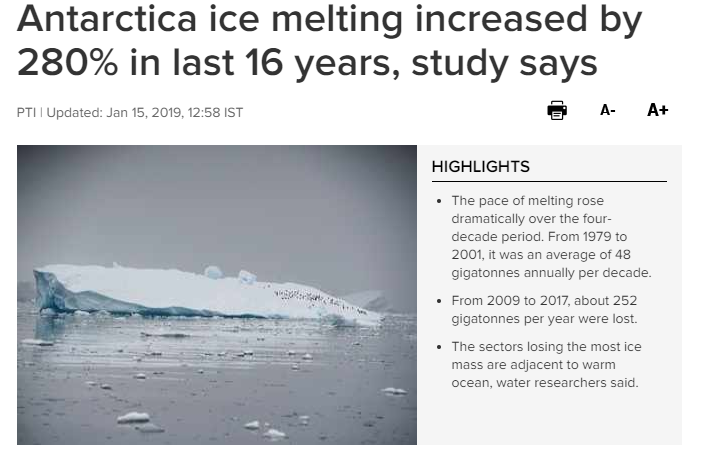 Antarctica ice melting increased by
280% in last 16 years, study says
PTI | Updated: Jan 15, 2019, 12:58 IST
A- A+
HIGHLIGHTS
• The pace of melting rose
dramatically over the four-
decade period. From 1979 to
2001, it was an average of 48
gigatonnes annually per decade.
• From 2009 to 2017, about 252
gigatonnes per year were lost.
• The sectors losing the most ice
mass are adjacent to warm
ocean, water researchers said.